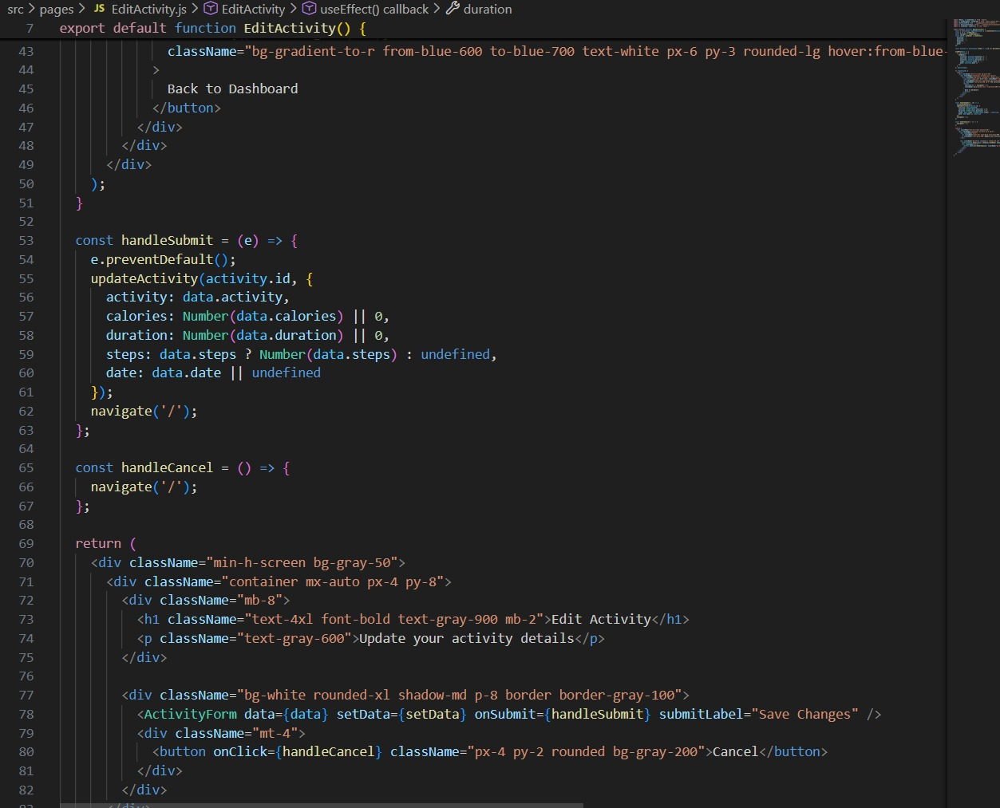 src > pages > JS EditActivity.js > EditActivity > useEffect() callback > duration
7 export default function EditActivity() {
43 className="bg-gradient-to-r from-blue-600 to-blue-700 text-white px-6 py-3 rounded-lg hover:from-blue-
44 >
45 Back to Dashboard
46 </button>
47 </div>
48 </div>
49 </div>
50 );
51 }
52
53 const handleSubmit = (e) => {
54 e.preventDefault();
55 updateActivity(activity.id, {
56 activity: data.activity,
57 calories: Number(data.calories) || 0,
58 duration: Number(data.duration) || 0,
59 steps: data.steps ? Number(data.steps) : undefined,
60 date: data.date || undefined
61 });
62 navigate('/');
63 };
64
65 const handleCancel = () => {
66 navigate('/');
67 };
68
69 return (
70 <div className="min-h-screen bg-gray-50">
71 <div className="container mx-auto px-4 py-8">
72 <div className="mb-8">
73 <h1 className="text-4xl font-bold text-gray-900 mb-2">Edit Activity</h1>
74 <p className="text-gray-600">Update your activity details</p>
75 </div>
76
77 <div className="bg-white rounded-xl shadow-md p-8 border border-gray-100">
78 <ActivityForm data={data} setData={setData} onSubmit={handleSubmit} submitLabel="Save Changes" />
79 <div className="mt-4">
80 <button onClick={handleCancel} className="px-4 py-2 rounded bg-gray-200">Cancel</button>
81 </div>
82 </div>